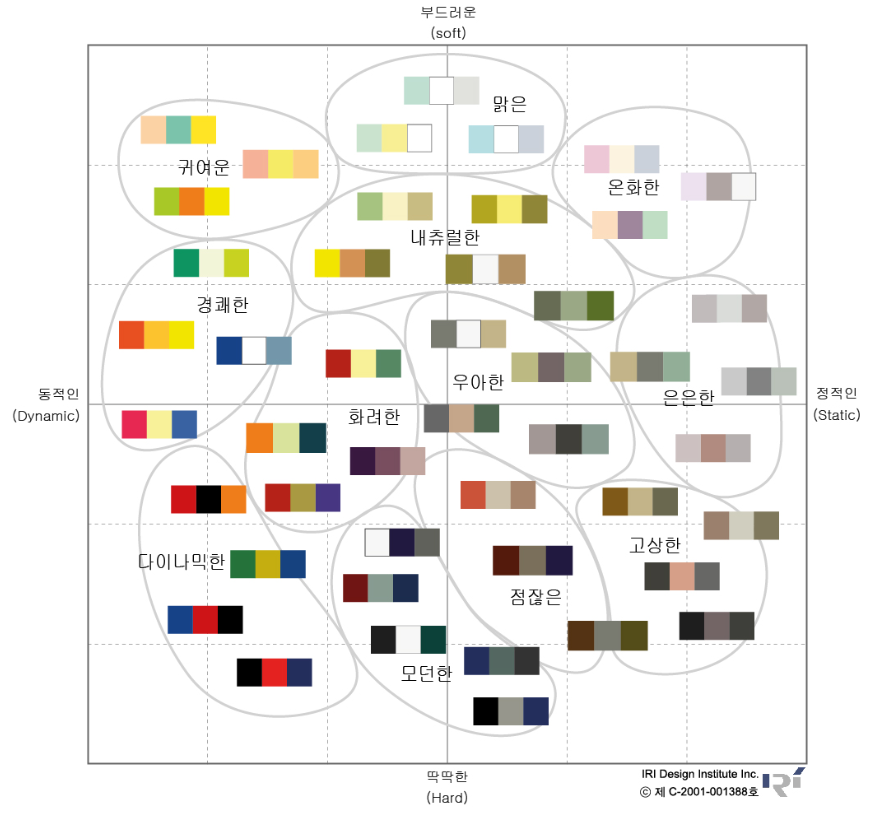 부드러운
(soft)
맑은
귀여운
온화한
내츄럴한
경쾌한
우아한
동적인
(Dynamic)
정적인
(Static)
은은한
화려한
고상한
다이나믹한
점잖은
모던한
딱딱한
(Hard)
IRI Design Institute Inc.
ⓒ 제 C-2001-001388호
IRI